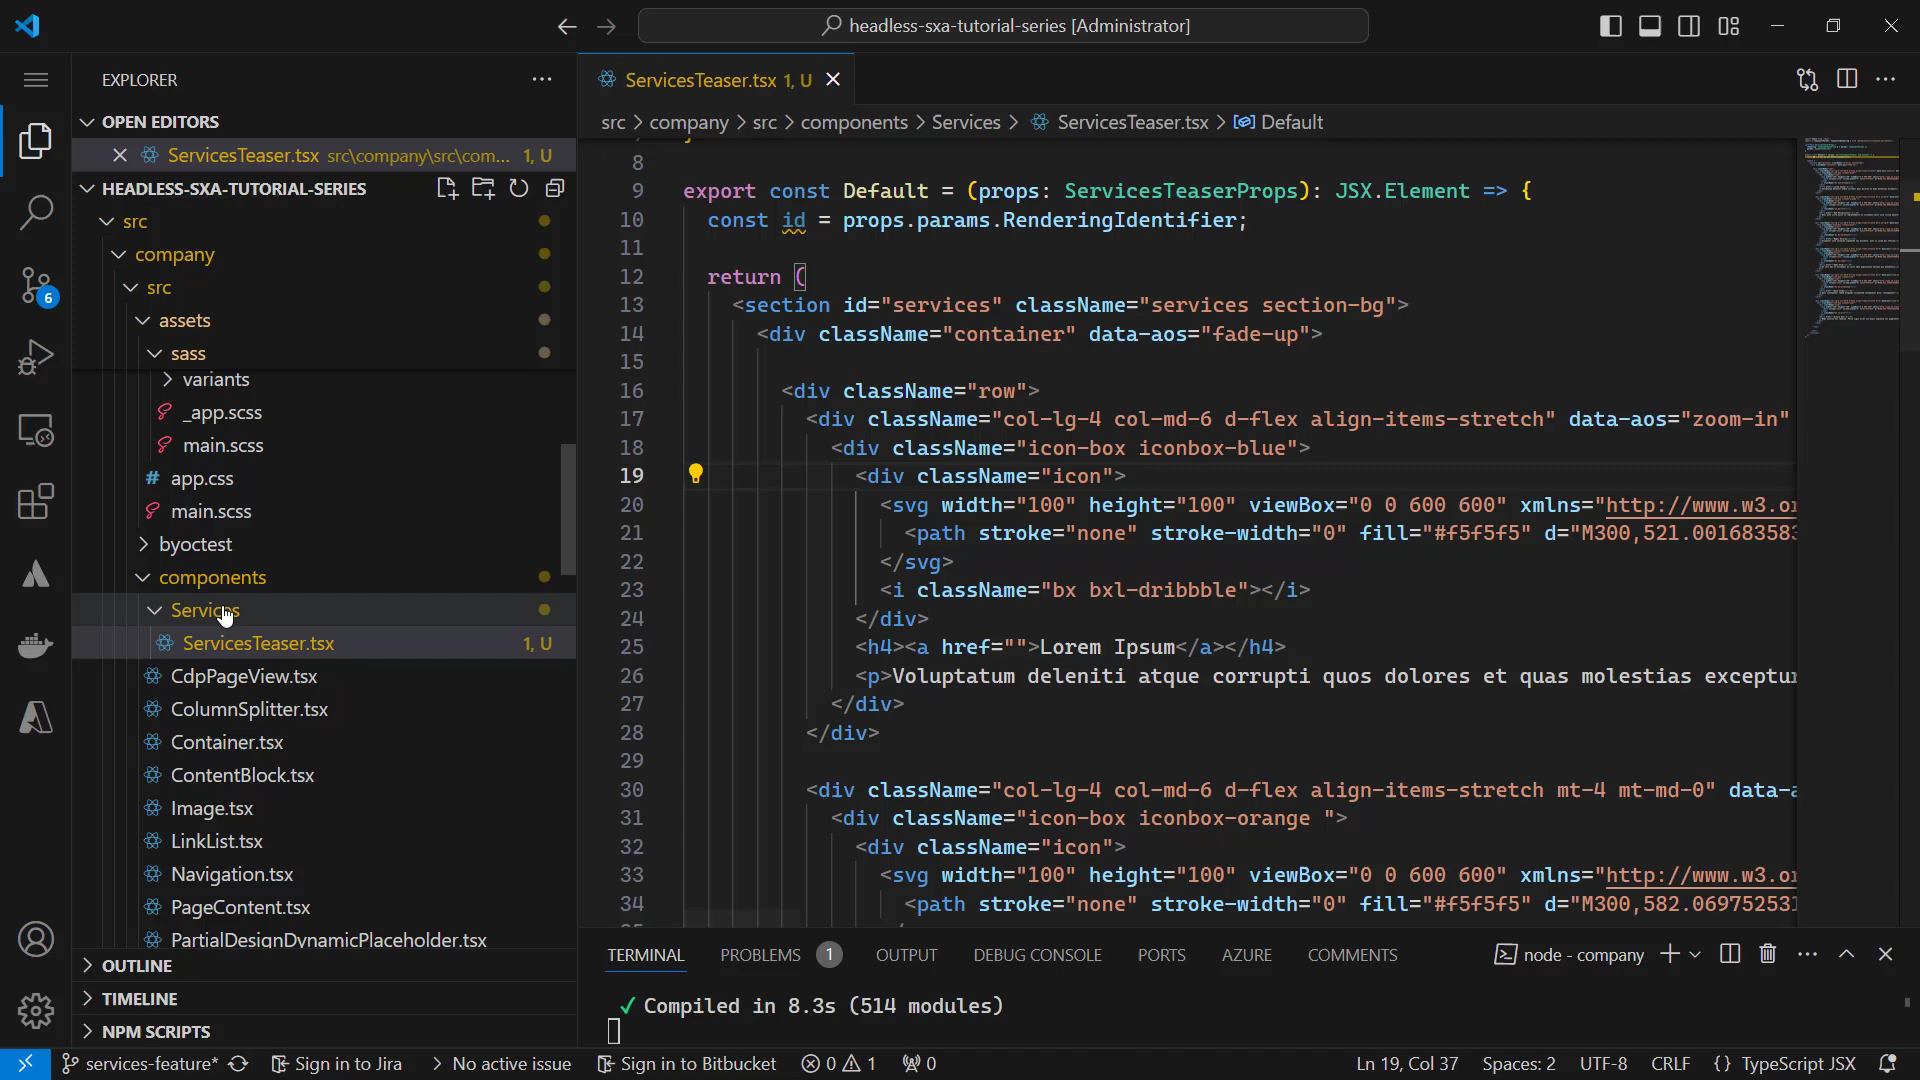 headless-sxa-tutorial-series [Administrator]
EXPLORER
OPEN EDITORS
ServicesTeaser.tsx src\company\src\com... 1, U
HEADLESS-SXA-TUTORIAL-SERIES
src
company
src
assets
sass
variants
_app.scss
main.scss
app.css
main.scss
byoctest
components
Services
ServicesTeaser.tsx 1, U
CdpPageView.tsx
ColumnSplitter.tsx
Container.tsx
ContentBlock.tsx
Image.tsx
LinkList.tsx
Navigation.tsx
PageContent.tsx
PartialDesignDynamicPlaceholder.tsx
OUTLINE
TIMELINE
NPM SCRIPTS
6
ServicesTeaser.tsx 1, U
src > company > src > components > Services > ServicesTeaser.tsx > Default
8
9 export const Default = (props: ServicesTeaserProps): JSX.Element => {
10 const id = props.params.RenderingIdentifier;
11
12 return (
13 <section id="services" className="services section-bg">
14 <div className="container" data-aos="fade-up">
15
16 <div className="row">
17 <div className="col-lg-4 col-md-6 d-flex align-items-stretch" data-aos="zoom-in"
18 <div className="icon-box iconbox-blue">
19 <div className="icon">
20 <svg width="100" height="100" viewBox="0 0 600 600" xmlns="http://www.w3.or
21 <path stroke="none" stroke-width="0" fill="#f5f5f5" d="M300,521.001683583
22 </svg>
23 <i className="bx bxl-dribbble"></i>
24 </div>
25 <h4><a href="">Lorem Ipsum</a></h4>
26 <p>Voluptatum deleniti atque corrupti quos dolores et quas molestias exceptur
27 </div>
28 </div>
29
30 <div className="col-lg-4 col-md-6 d-flex align-items-stretch mt-4 mt-md-0" data-a
31 <div className="icon-box iconbox-orange ">
32 <div className="icon">
33 <svg width="100" height="100" viewBox="0 0 600 600" xmlns="http://www.w3.or
34 <path stroke="none" stroke-width="0" fill="#f5f5f5" d="M300,582.069752531
TERMINAL PROBLEMS 1 OUTPUT DEBUG CONSOLE PORTS AZURE COMMENTS node - company
✓ Compiled in 8.3s (514 modules)
services-feature* Sign in to Jira No active issue Sign in to Bitbucket 0 1 0 Ln 19, Col 37 Spaces: 2 UTF-8 CRLF {} TypeScript JSX